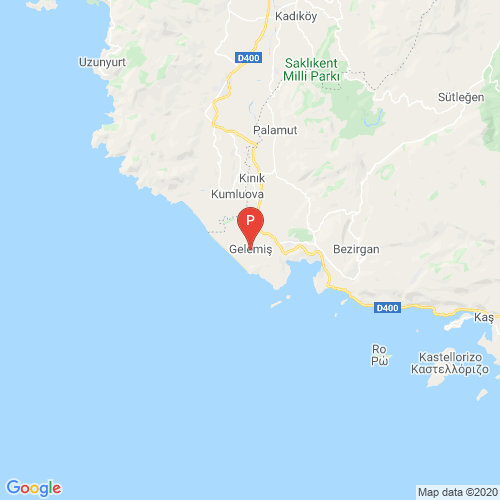 Kadıköy
Uzunyurt
D400
Saklıkent
Milli Parkı
Sütleğen
Palamut
Kınık
Kumluova
P
Gelemiş
Bezirgan
D400
Kaş
Ro
Ρω
Kastellorizo
Καστελλόριζο
Google
Map data ©2020